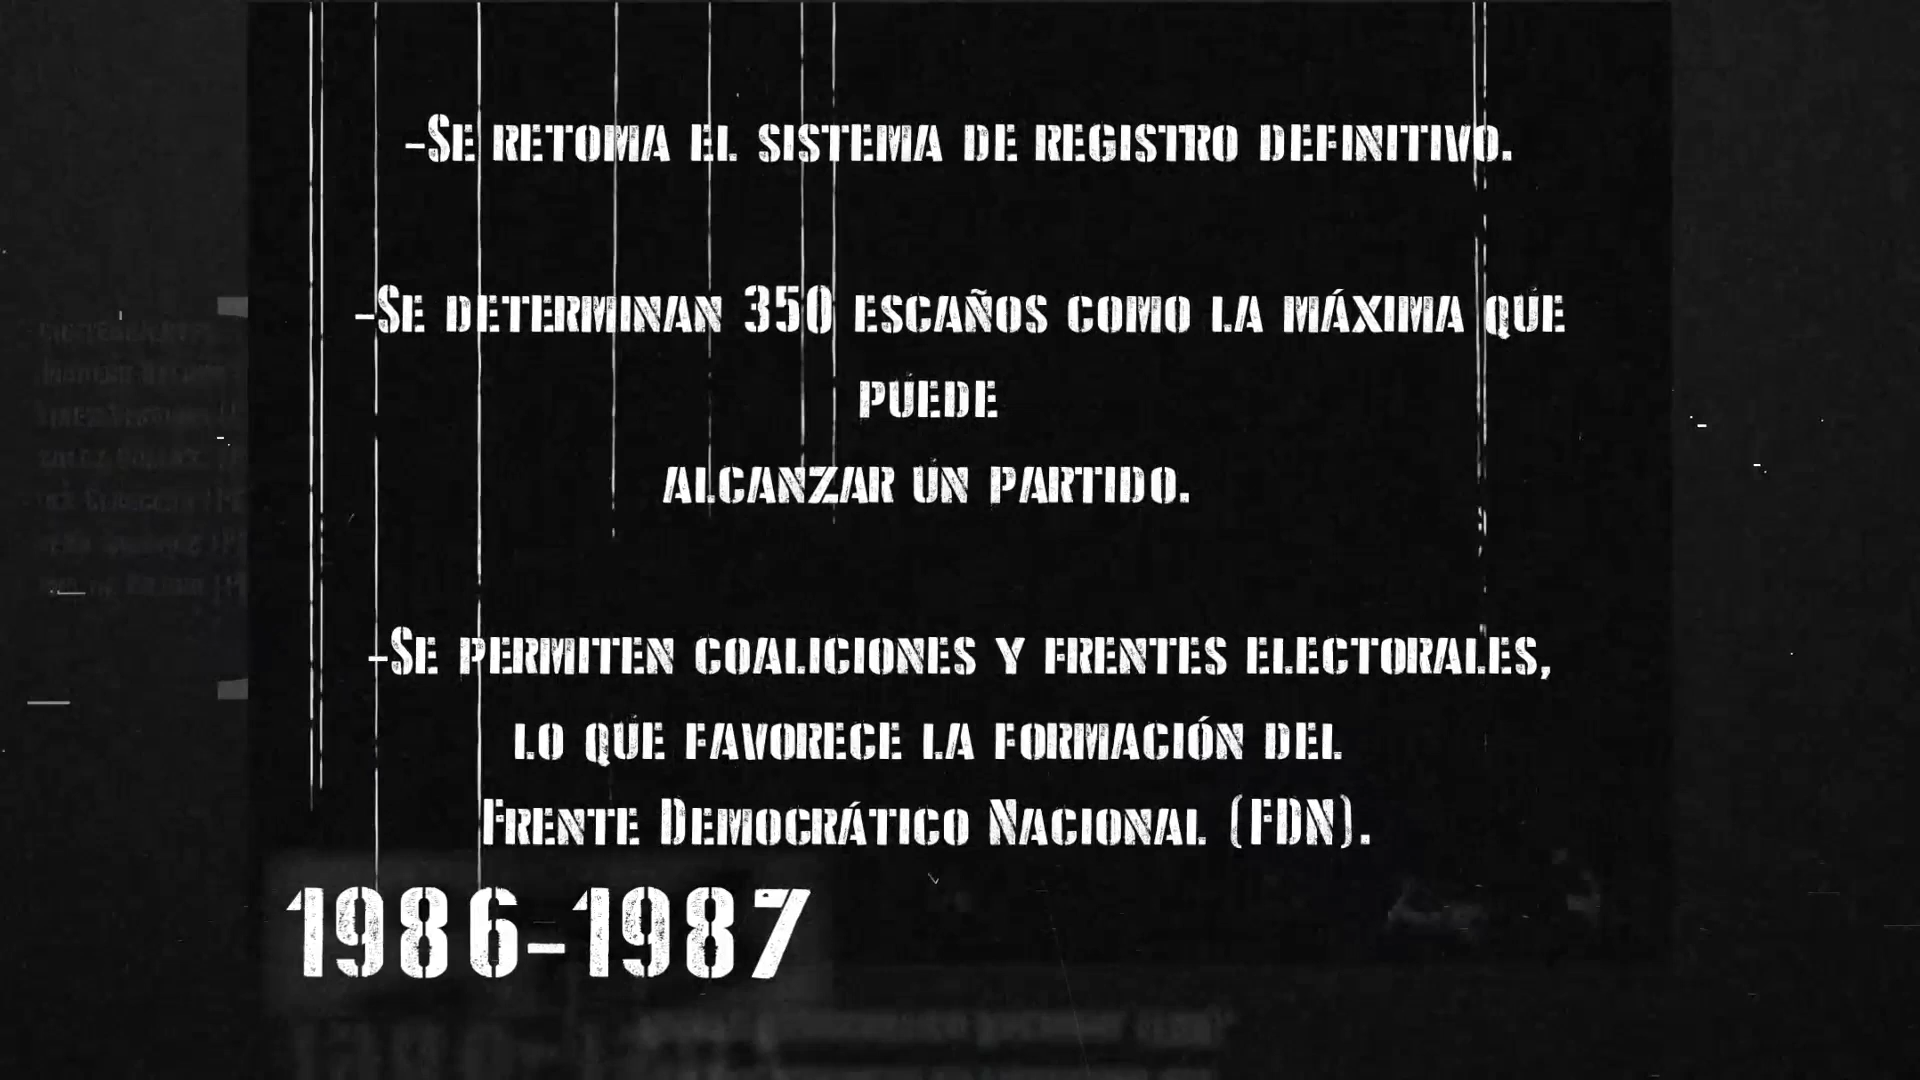 -Se retoma el sistema de registro definitivo.
-Se determinan 350 escaños como la máxima que
puede
alcanzar un partido.
-Se permiten coaliciones y frentes electorales,
lo que favorece la formación del
Frente Democrático Nacional (FDN).
1986-1987